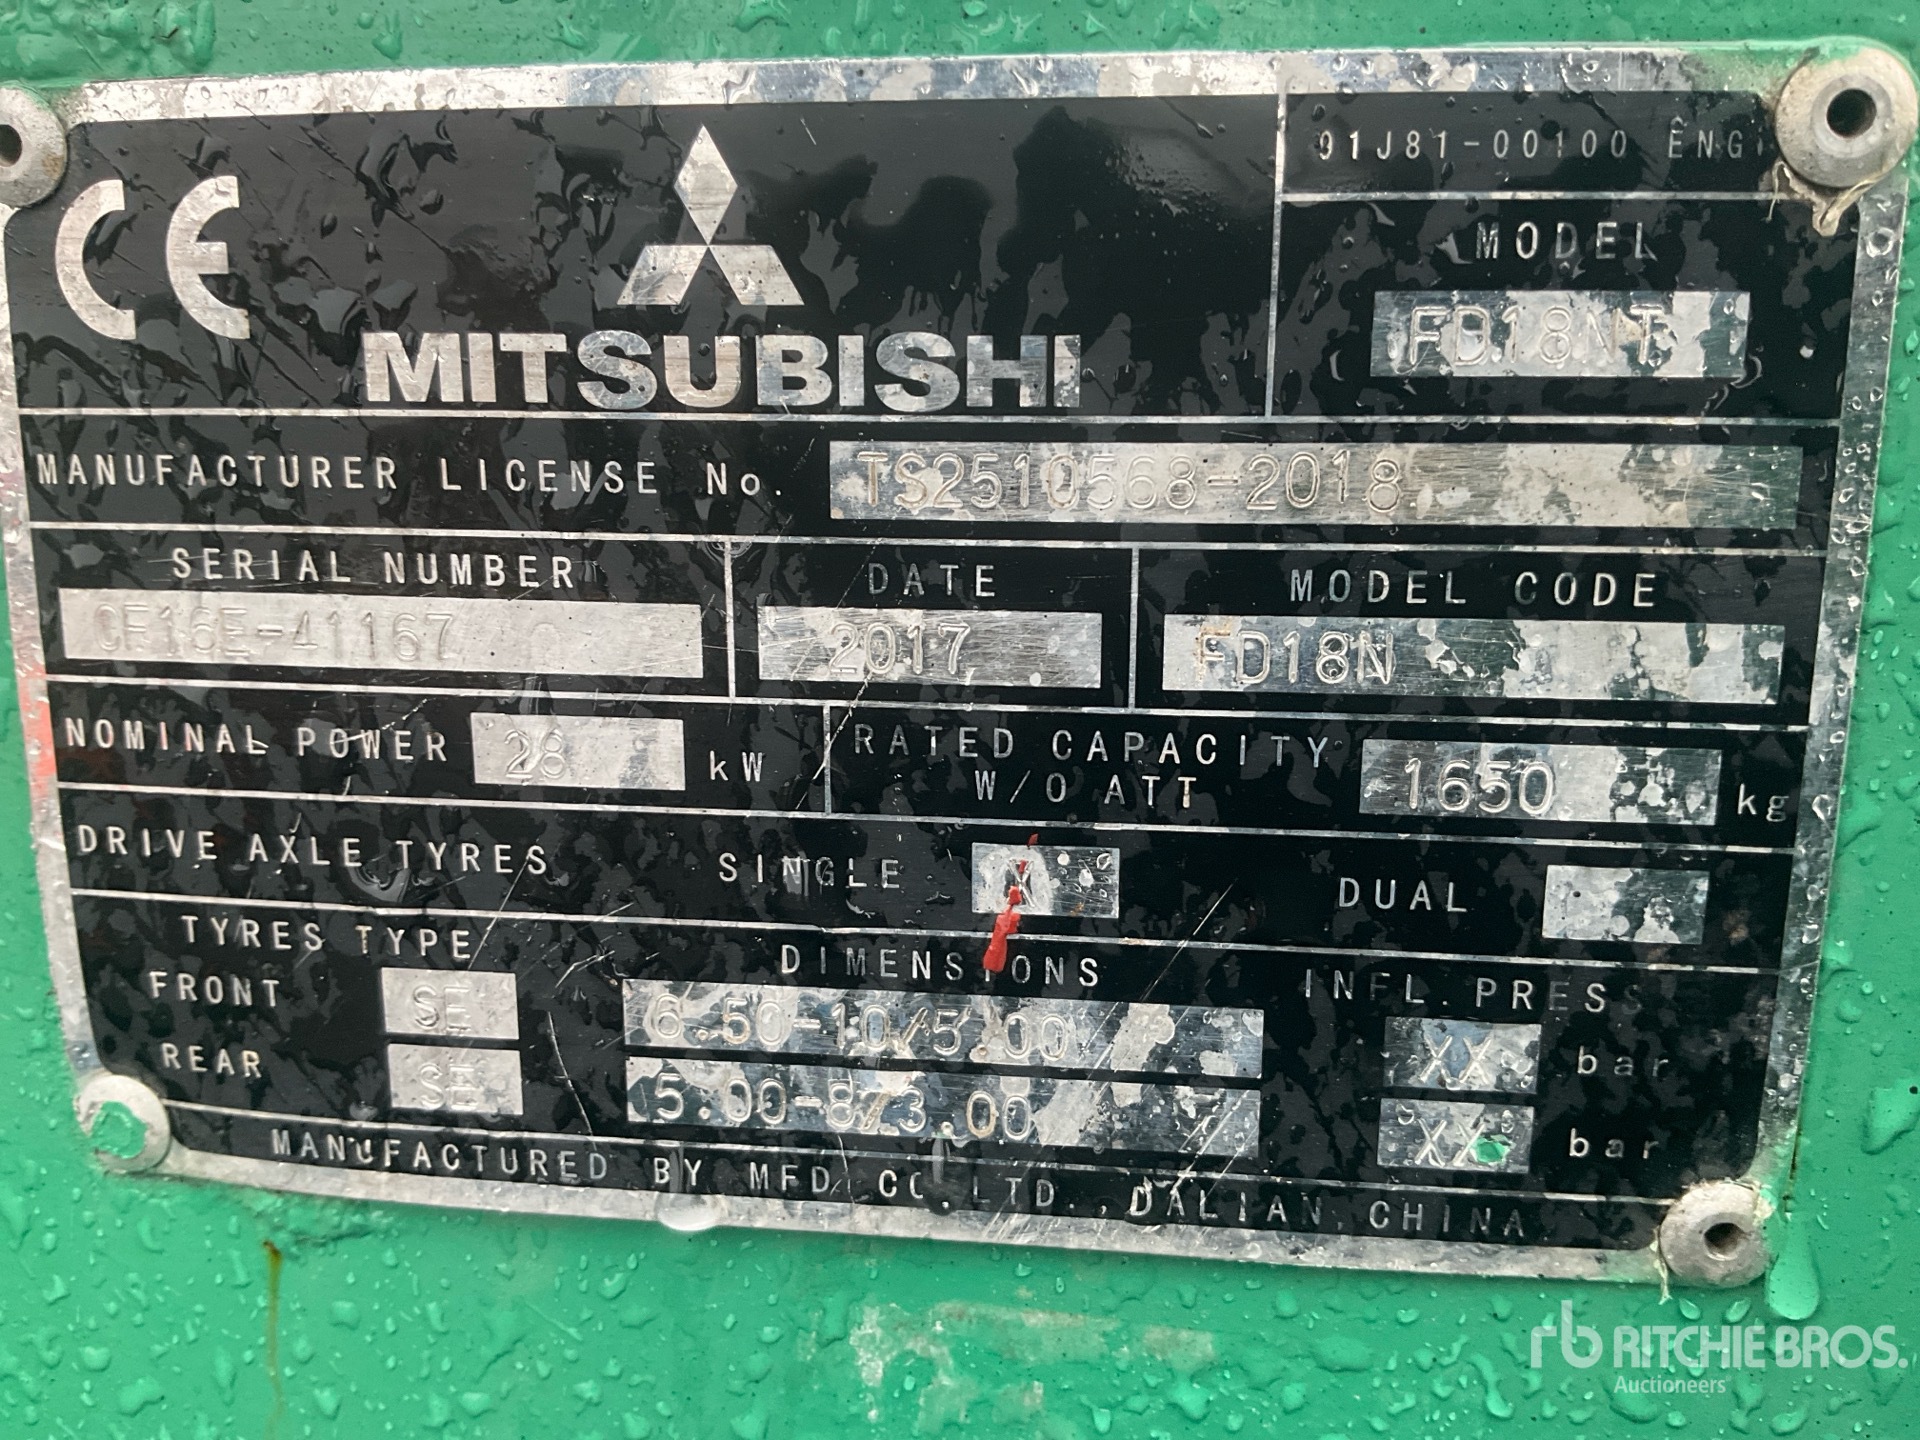 CE
MITSUBISHI
91J81-00100 ENG
MODEL
FD18NT
MANUFACTURER LICENSE No. TS2510568-2018
SERIAL NUMBER DATE MODEL CODE
CF16E-41167 2017 FD18N
NOMINAL POWER 28 kW RATED CAPACITY W/O ATT 1650 kg
DRIVE AXLE TYRES SINGLE X DUAL
TYRES TYPE DIMENSIONS INFL. PRESS
FRONT SE 6.50-10/5.00 XX bar
REAR SE 5.00-8/3.00 XX bar
MANUFACTURED BY MFD CO.,LTD., DALIAN, CHINA
rb RITCHIE BROS.
Auctioneers